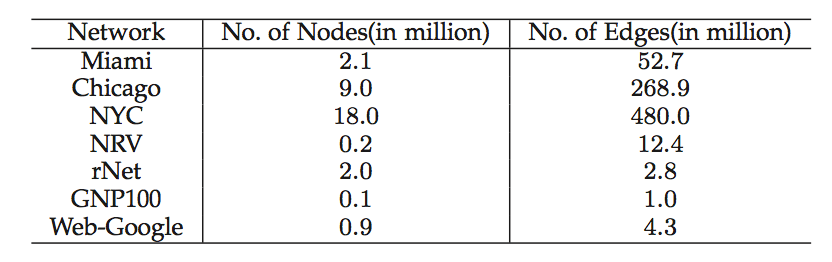 Network No. of Nodes(in million) No. of Edges(in million)
Miami 2.1 52.7
Chicago 9.0 268.9
NYC 18.0 480.0
NRV 0.2 12.4
rNet 2.0 2.8
GNP100 0.1 1.0
Web-Google 0.9 4.3